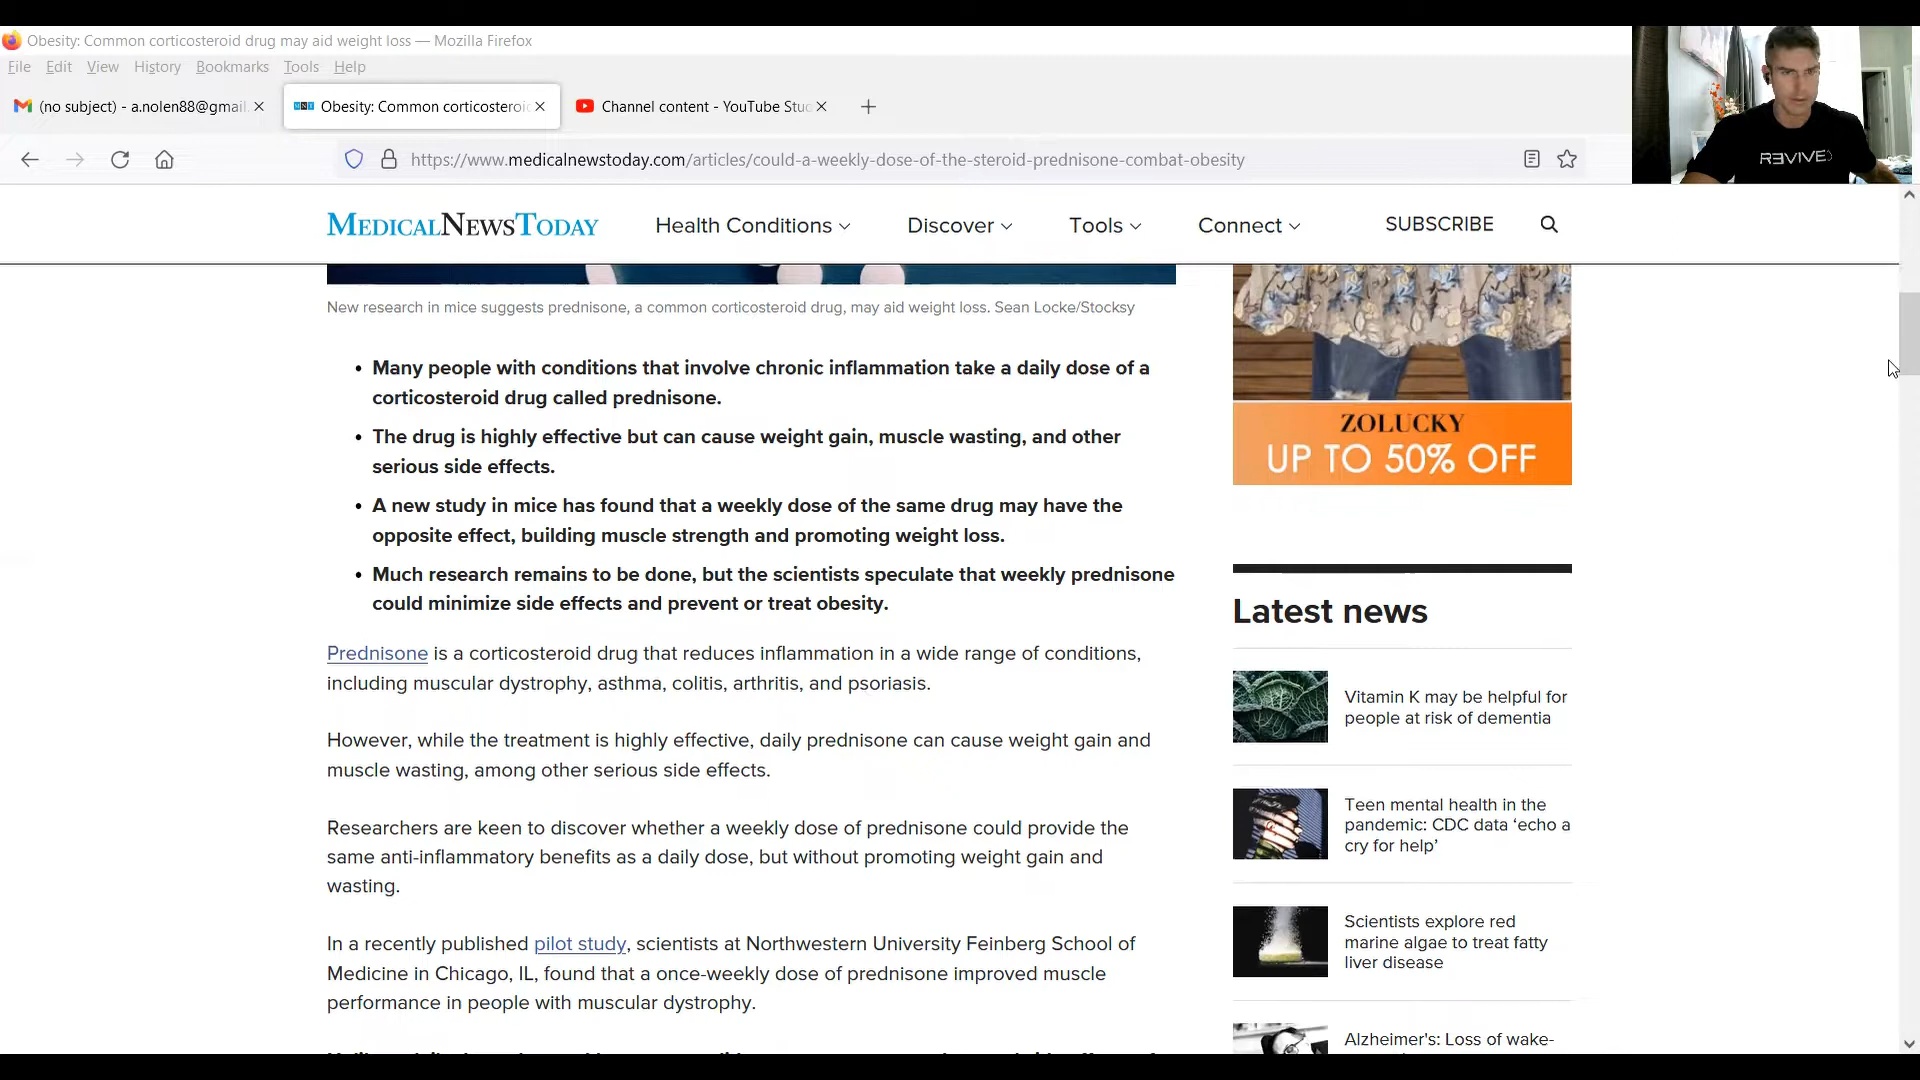 Obesity: Common corticosteroid drug may aid weight loss — Mozilla Firefox
File Edit View History Bookmarks Tools Help
(no subject) - a.nolen88@gmail.
Obesity: Common corticosteroi
Channel content - YouTube Stu
https://www.medicalnewstoday.com/articles/could-a-weekly-dose-of-the-steroid-prednisone-combat-obesity
REVIVE
MEDICALNEWSTODAY
Health Conditions Discover Tools Connect SUBSCRIBE
New research in mice suggests prednisone, a common corticosteroid drug, may aid weight loss. Sean Locke/Stocksy
• Many people with conditions that involve chronic inflammation take a daily dose of a
corticosteroid drug called prednisone.
• The drug is highly effective but can cause weight gain, muscle wasting, and other
serious side effects.
• A new study in mice has found that a weekly dose of the same drug may have the
opposite effect, building muscle strength and promoting weight loss.
• Much research remains to be done, but the scientists speculate that weekly prednisone
could minimize side effects and prevent or treat obesity.
Prednisone is a corticosteroid drug that reduces inflammation in a wide range of conditions,
including muscular dystrophy, asthma, colitis, arthritis, and psoriasis.
However, while the treatment is highly effective, daily prednisone can cause weight gain and
muscle wasting, among other serious side effects.
Researchers are keen to discover whether a weekly dose of prednisone could provide the
same anti-inflammatory benefits as a daily dose, but without promoting weight gain and
wasting.
In a recently published pilot study, scientists at Northwestern University Feinberg School of
Medicine in Chicago, IL, found that a once-weekly dose of prednisone improved muscle
performance in people with muscular dystrophy.
ZOLUCKY
UP TO 50% OFF
Latest news
Vitamin K may be helpful for
people at risk of dementia
Teen mental health in the
pandemic: CDC data ‘echo a
cry for help’
Scientists explore red
marine algae to treat fatty
liver disease
Alzheimer's: Loss of wake-